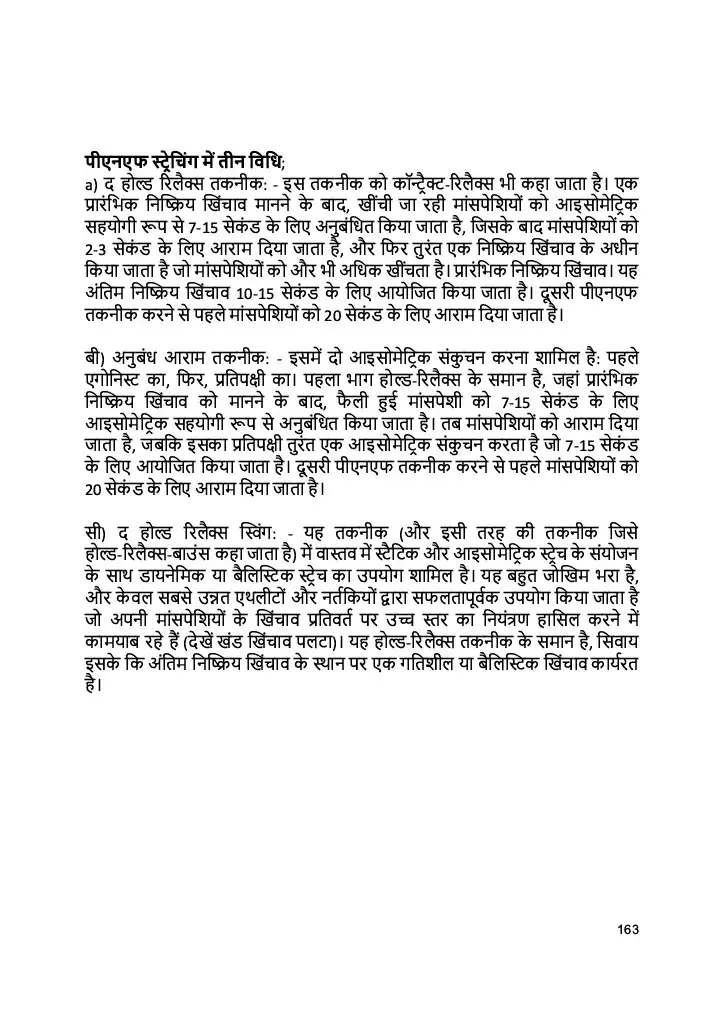 पीएनएफ स्ट्रेचिंग में तीन विधि;
a) द होल्ड रिलैक्स तकनीक: - इस तकनीक को कॉन्ट्रैक्ट-रिलैक्स भी कहा जाता है। एक
प्रारंभिक निष्क्रिय खिंचाव मानने के बाद, खींची जा रही मांसपेशियों को आइसोमेट्रिक
सहयोगी रूप से 7-15 सेकंड के लिए अनुबंधित किया जाता है, जिसके बाद मांसपेशियों को
2-3 सेकंड के लिए आराम दिया जाता है, और फिर तुरंत एक निष्क्रिय खिंचाव के अधीन
किया जाता है जो मांसपेशियों को और भी अधिक खींचता है। प्रारंभिक निष्क्रिय खिंचाव। यह
अंतिम निष्क्रिय खिंचाव 10-15 सेकंड के लिए आयोजित किया जाता है। दूसरी पीएनएफ
तकनीक करने से पहले मांसपेशियों को 20 सेकंड के लिए आराम दिया जाता है।
बी) अनुबंध आराम तकनीक: - इसमें दो आइसोमेट्रिक संकुचन करना शामिल है: पहले
एगोनिस्ट का, फिर, प्रतिपक्षी का। पहला भाग होल्ड-रिलैक्स के समान है, जहां प्रारंभिक
निष्क्रिय खिंचाव को मानने के बाद, फैली हुई मांसपेशी को 7-15 सेकंड के लिए
आइसोमेट्रिक सहयोगी रूप से अनुबंधित किया जाता है। तब मांसपेशियों को आराम दिया
जाता है, जबकि इसका प्रतिपक्षी तुरंत एक आइसोमेट्रिक संकुचन करता है जो 7-15 सेकंड
के लिए आयोजित किया जाता है। दूसरी पीएनएफ तकनीक करने से पहले मांसपेशियों को
20 सेकंड के लिए आराम दिया जाता है।
सी) द होल्ड रिलैक्स स्विंग: - यह तकनीक (और इसी तरह की तकनीक जिसे
होल्ड-रिलैक्स-बाउंस कहा जाता है) में वास्तव में स्टैटिक और आइसोमेट्रिक स्ट्रेच के संयोजन
के साथ डायनेमिक या बैलिस्टिक स्ट्रेच का उपयोग शामिल है। यह बहुत जोखिम भरा है,
और केवल सबसे उन्नत एथलीटों और नर्तकियों द्वारा सफलतापूर्वक उपयोग किया जाता है
जो अपनी मांसपेशियों के खिंचाव प्रतिवर्त पर उच्च स्तर का नियंत्रण हासिल करने में
कामयाब रहे हैं (देखें खंड खिंचाव पलटा)। यह होल्ड-रिलैक्स तकनीक के समान है, सिवाय
इसके कि अंतिम निष्क्रिय खिंचाव के स्थान पर एक गतिशील या बैलिस्टिक खिंचाव कार्यरत
है।
163